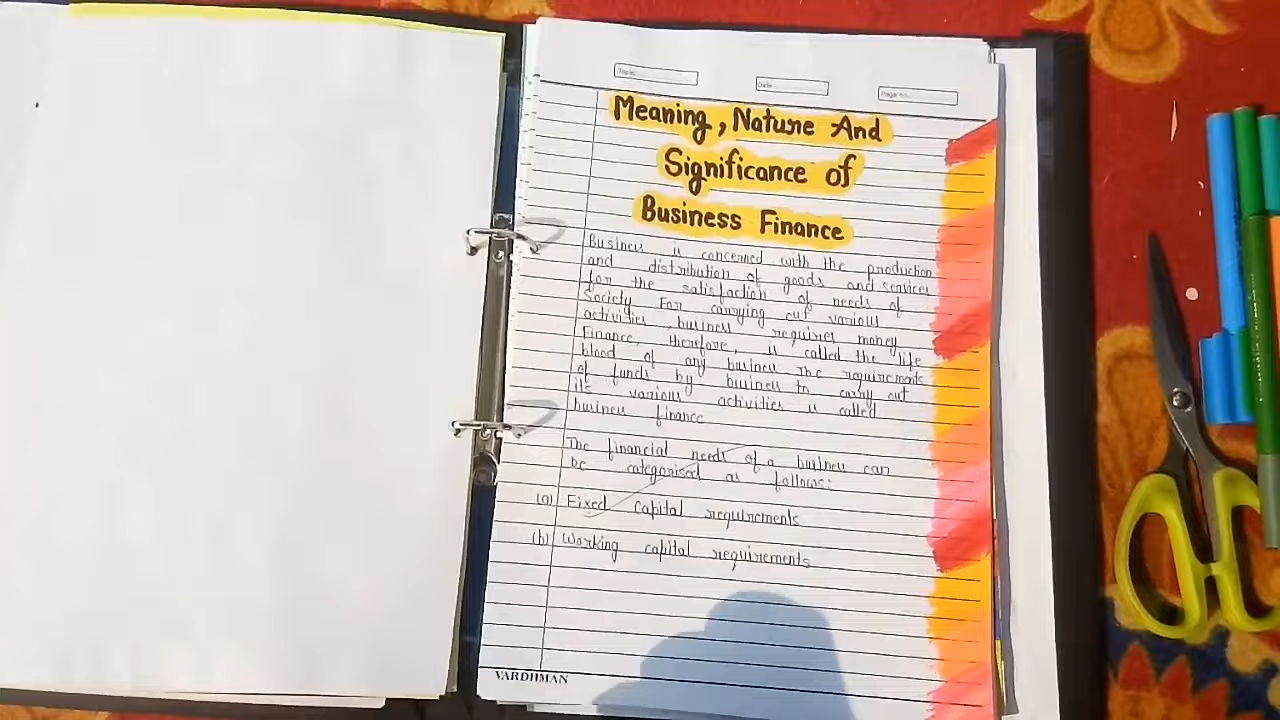 Topic
Date
Page No.
Meaning, Nature And
Significance of
Business Finance
Business is concerned with the production
and distribution of goods and services
for the satisfaction of needs of
society For carrying out various
activities, business requires money
Finance, therefore, is called the life
blood of any business The requirements
of funds by business to carry out
its various activities is called
business finance
The financial needs of a business can
be categorised as follows:
(a) Fixed capital requirements
(b) Working capital requirements
VARDHMAN